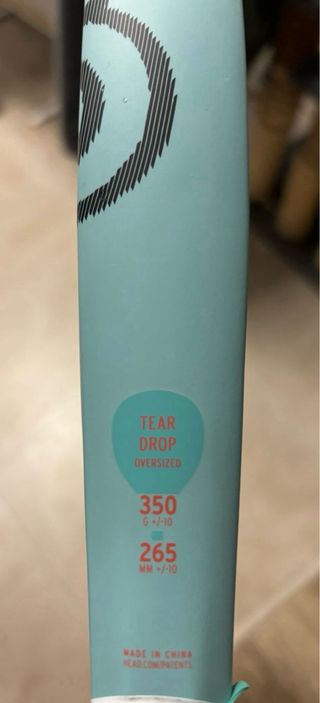 TEAR
DROP
OVERSIZED
350
G +/-10
265
MM +/-10
MADE IN CHINA
HEAD.COM/PATENTS